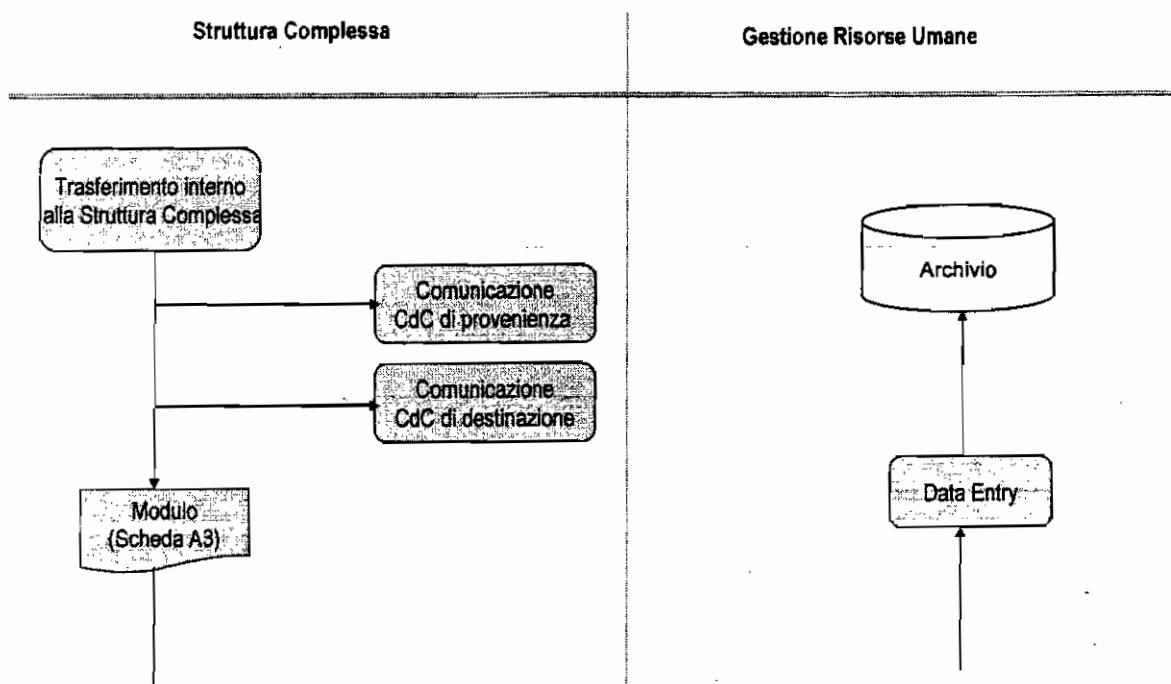 Struttura Complessa
Gestione Risorse Umane
Trasferimento interno
alla Struttura Complessa
Comunicazione
CdC di provenienza
Comunicazione
CdC di destinazione
Modulo
(Scheda A3)
Archivio
Data Entry